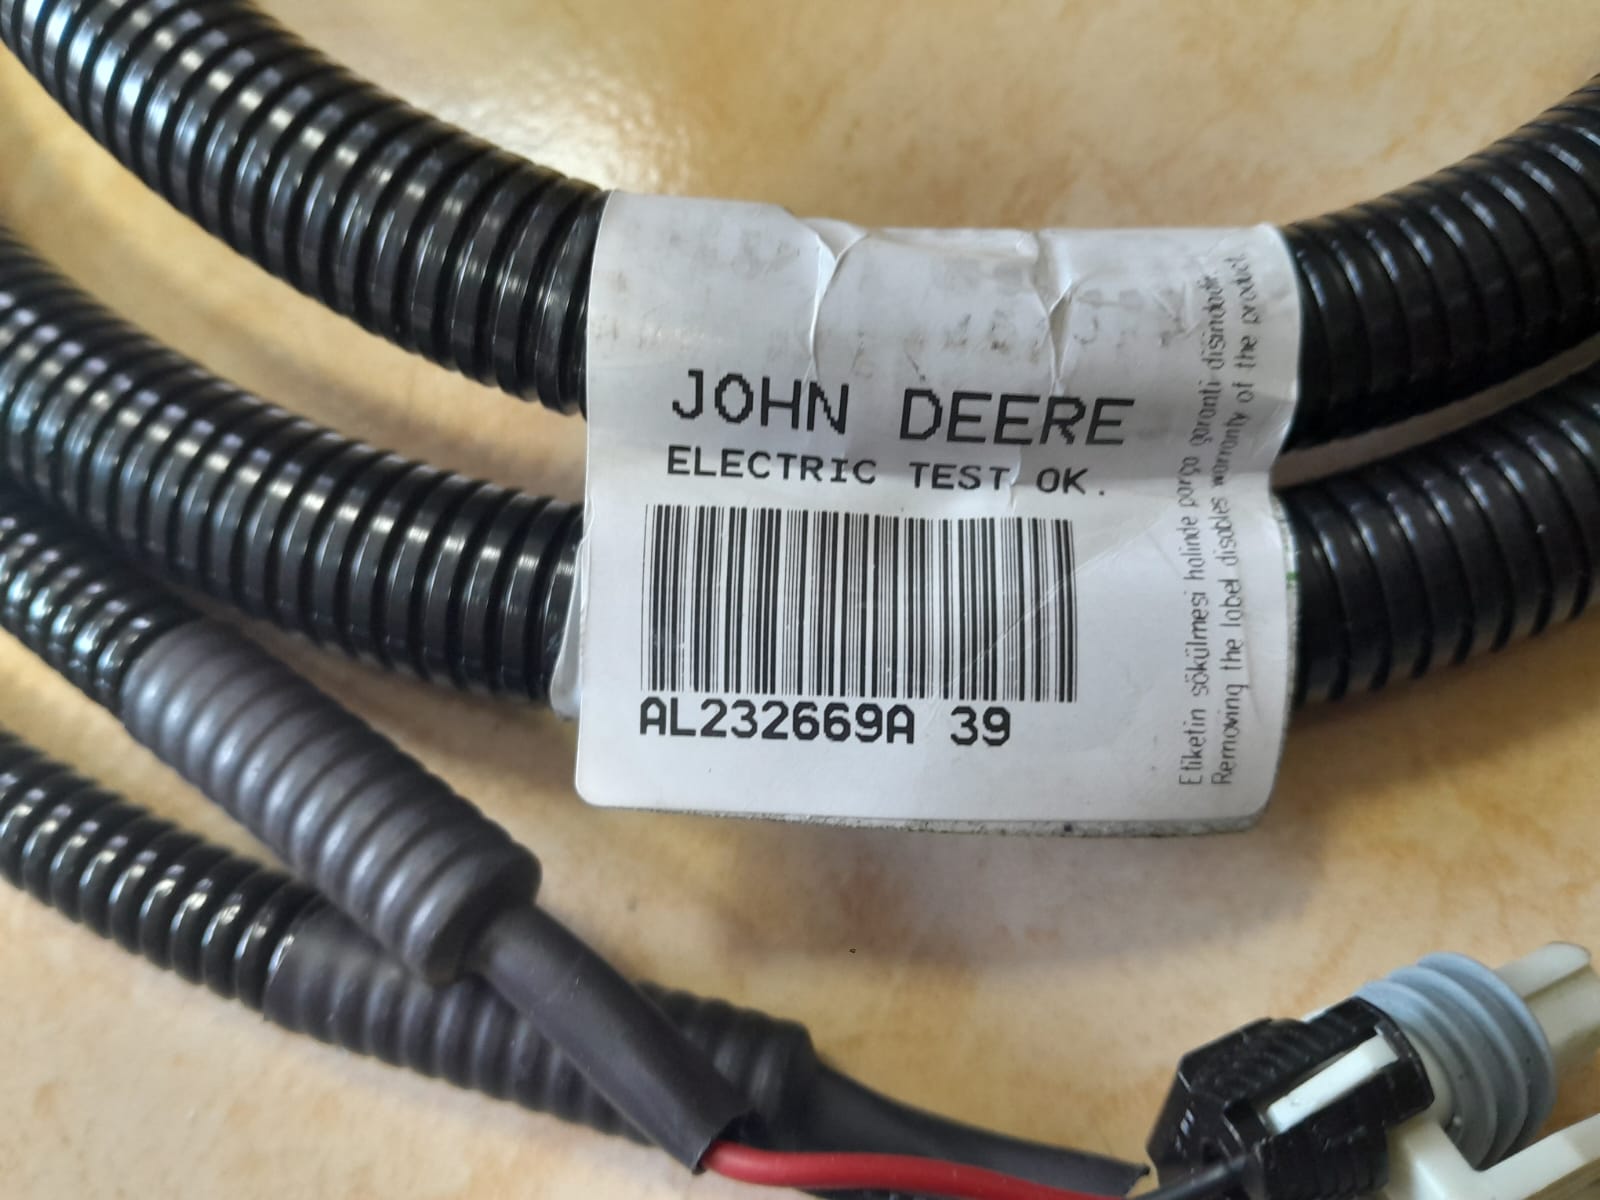 JOHN DEERE
ELECTRIC TEST OK.
AL232669A 39
Etiketin sökülmesi halinde parça garanti dışındadır.
Removing the label disables warranty of the product